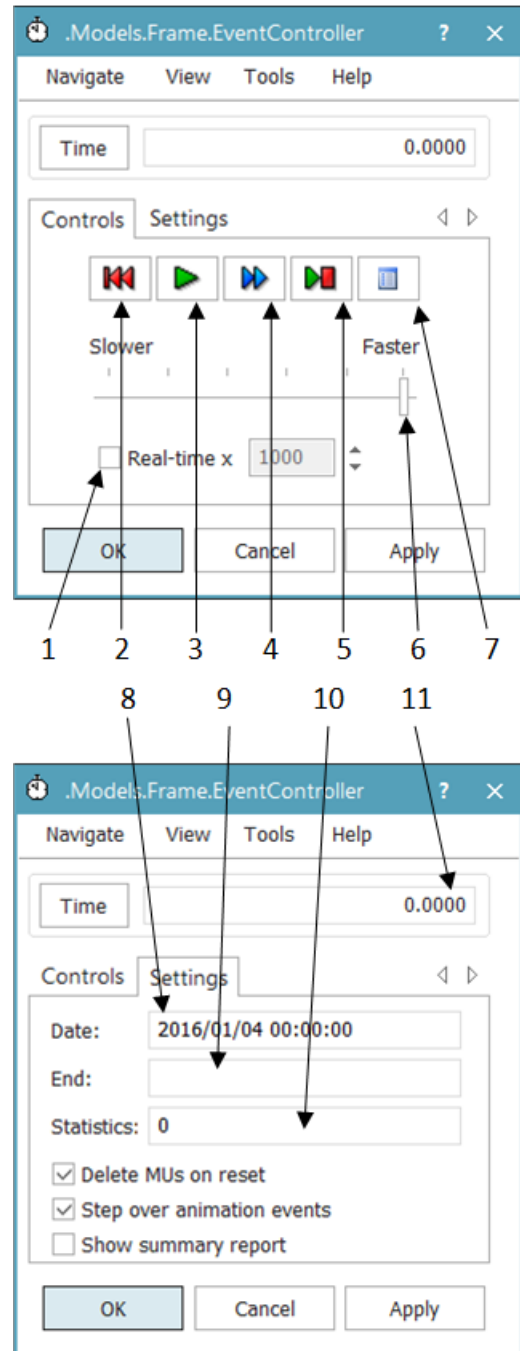 .Models.Frame.EventController ? ×
Navigate View Tools Help
Time 0.0000
Controls Settings
Slower Faster
Real-time x 1000
OK Cancel Apply
1 2 3 4 5 6 7
8 9 10 11
.Models.Frame.EventController ? ×
Navigate View Tools Help
Time 0.0000
Controls Settings
Date: 2016/01/04 00:00:00
End:
Statistics: 0
Delete MUs on reset
Step over animation events
Show summary report
OK Cancel Apply